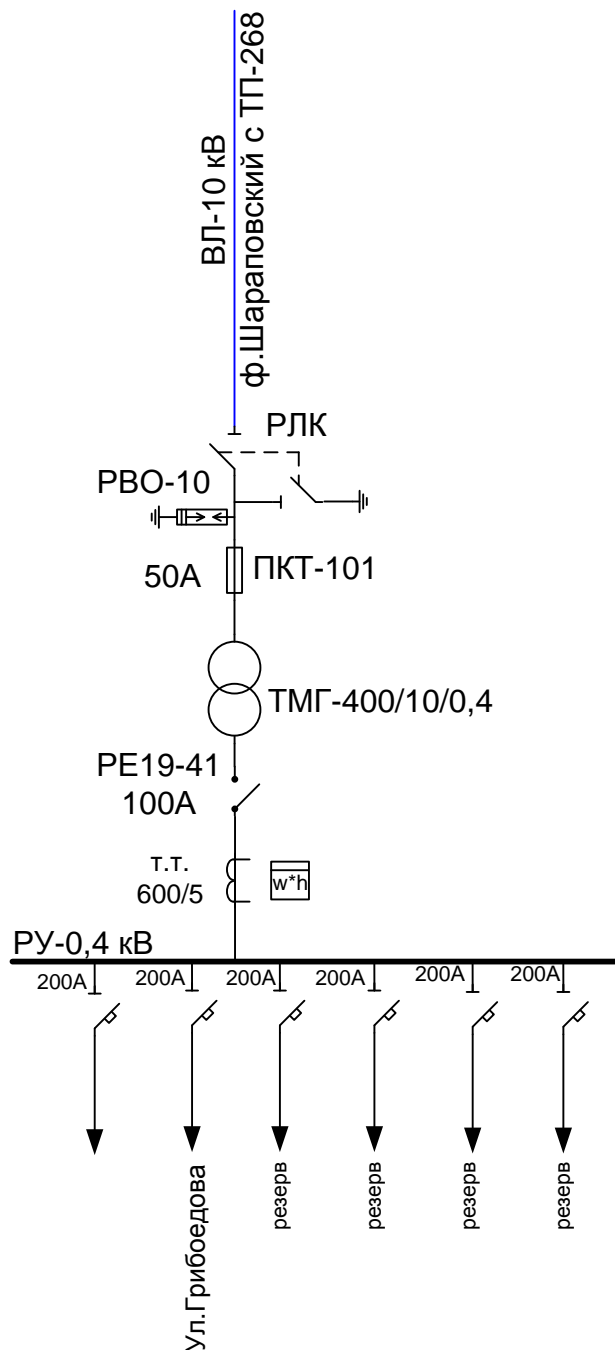 ВЛ-10 кВ
ф.Шараповский с ТП-268
РЛК
РВО-10
50А
ПКТ-101
ТМГ-400/10/0,4
РЕ19-41
100А
т.т.
600/5
w*h
РУ-0,4 кВ
200А
200А
200А
200А
200А
200А
Ул.Грибоедова
резерв
резерв
резерв
резерв